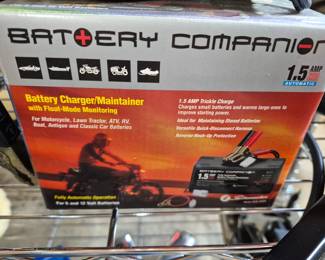 BATTERY COMPANION
1.5 AMP
AUTOMATIC
Battery Charger/Maintainer
with Float-Mode Monitoring
For Motorcycle, Lawn Tractor, ATV, RV,
Boat, Antique and Classic Car Batteries
1.5 AMP Trickle Charge
Charges small batteries and warms large ones to
improve starting power.
Ideal for Maintaining Stored Batteries
Versatile Quick-Disconnect Harness
Reverse Hook-Up Protection
BATTERY COMPANION
1.5
Fully Automatic Operation
For 6 and 12 Volt Batteries